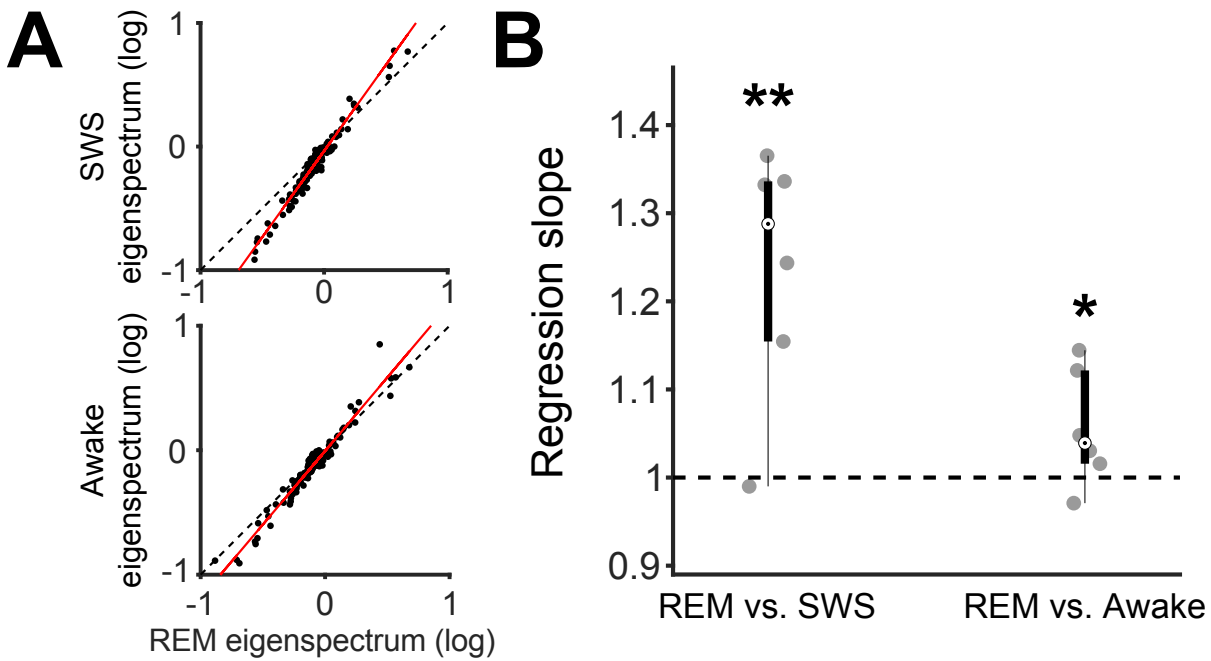 A
SWS
eigenspectrum (log)
1
0
-1
-1
0
1
Awake
eigenspectrum (log)
1
0
-1
-1
0
1
REM eigenspectrum (log)
B
Regression slope
1.4
1.3
1.2
1.1
1
0.9
**
*
REM vs. SWS
REM vs. Awake